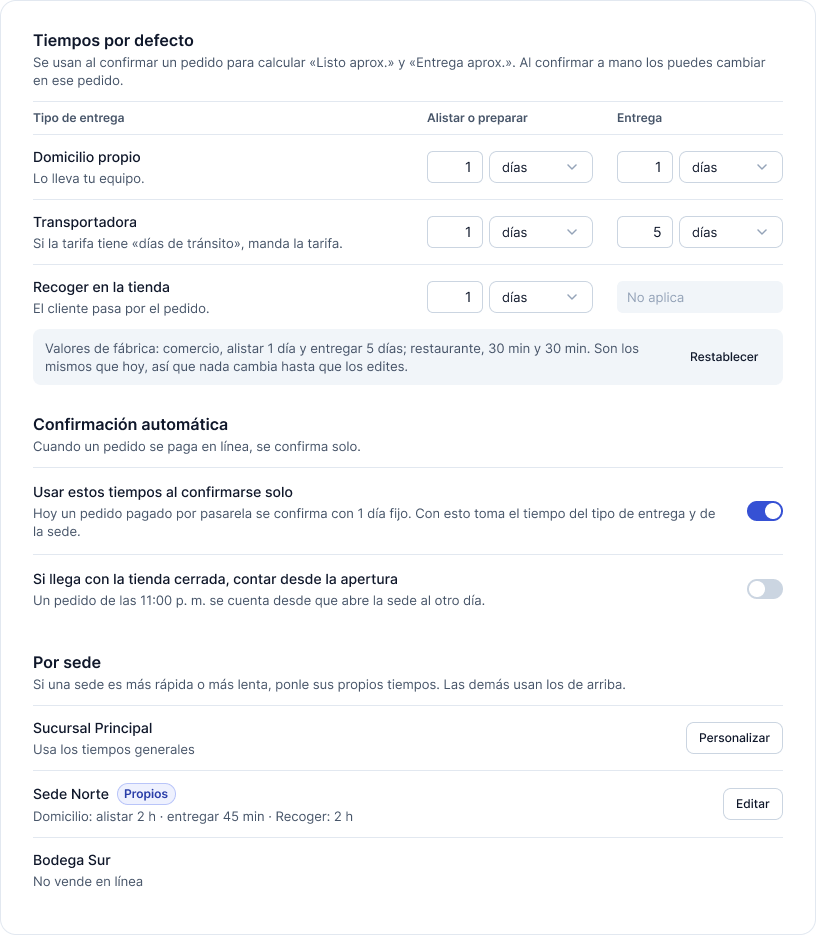 Tiempos por defecto
Se usan al confirmar un pedido para calcular «Listo aprox.» y «Entrega aprox.». Al confirmar a mano los puedes cambiar
en ese pedido.
Tipo de entrega Alistar o preparar Entrega
Domicilio propio
Lo lleva tu equipo.
1 días 1 días
Transportadora
Si la tarifa tiene «días de tránsito», manda la tarifa.
1 días 5 días
Recoger en la tienda
El cliente pasa por el pedido.
1 días No aplica
Valores de fábrica: comercio, alistar 1 día y entregar 5 días; restaurante, 30 min y 30 min. Son los
mismos que hoy, así que nada cambia hasta que los edites.
Restablecer
Confirmación automática
Cuando un pedido se paga en línea, se confirma solo.
Usar estos tiempos al confirmarse solo
Hoy un pedido pagado por pasarela se confirma con 1 día fijo. Con esto toma el tiempo del tipo de entrega y de
la sede.
Si llega con la tienda cerrada, contar desde la apertura
Un pedido de las 11:00 p. m. se cuenta desde que abre la sede al otro día.
Por sede
Si una sede es más rápida o más lenta, ponle sus propios tiempos. Las demás usan los de arriba.
Sucursal Principal
Usa los tiempos generales
Personalizar
Sede Norte Propios
Domicilio: alistar 2 h · entregar 45 min · Recoger: 2 h
Editar
Bodega Sur
No vende en línea